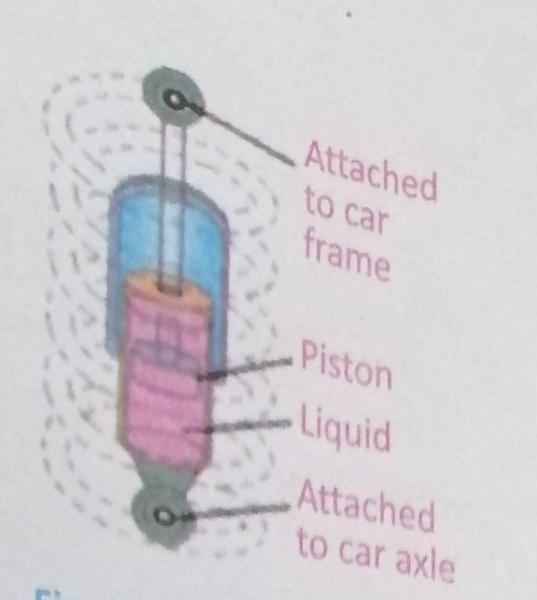 Attached
to car
frame
Piston
Liquid
Attached
to car axle